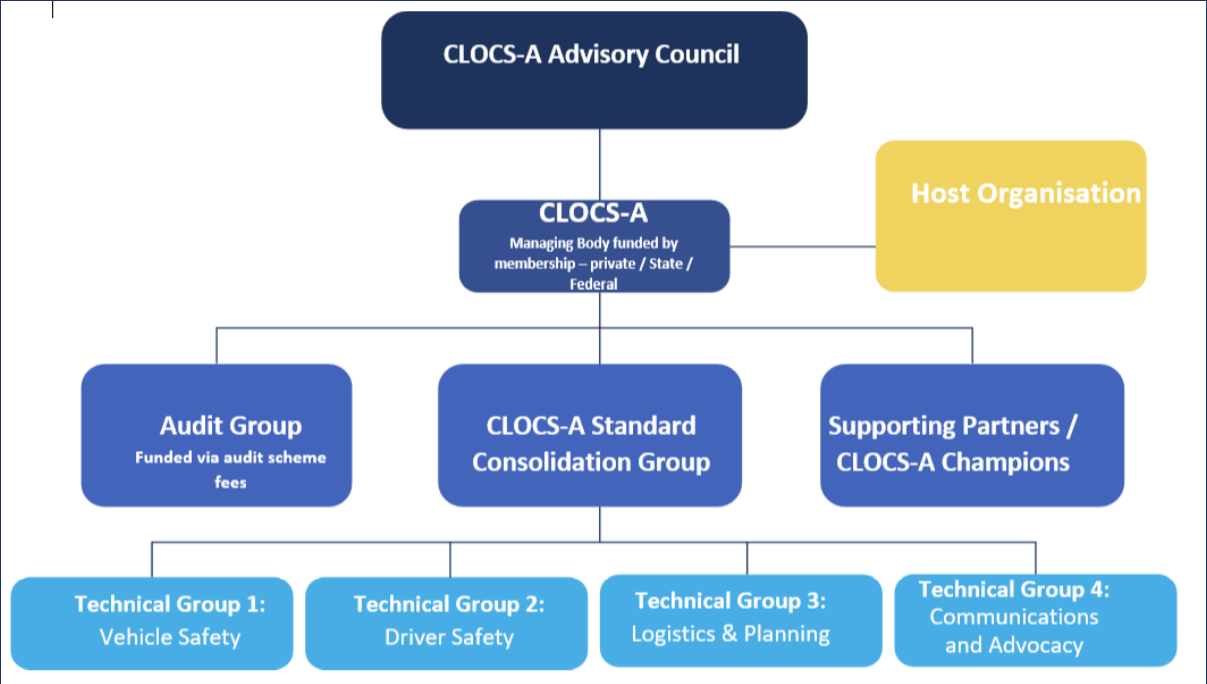 CLOCS-A Advisory Council
Host Organisation
CLOCS-A
Managing Body funded by
membership – private / State /
Federal
Audit Group
Funded via audit scheme
fees
CLOCS-A Standard
Consolidation Group
Supporting Partners /
CLOCS-A Champions
Technical Group 1:
Vehicle Safety
Technical Group 2:
Driver Safety
Technical Group 3:
Logistics & Planning
Technical Group 4:
Communications
and Advocacy